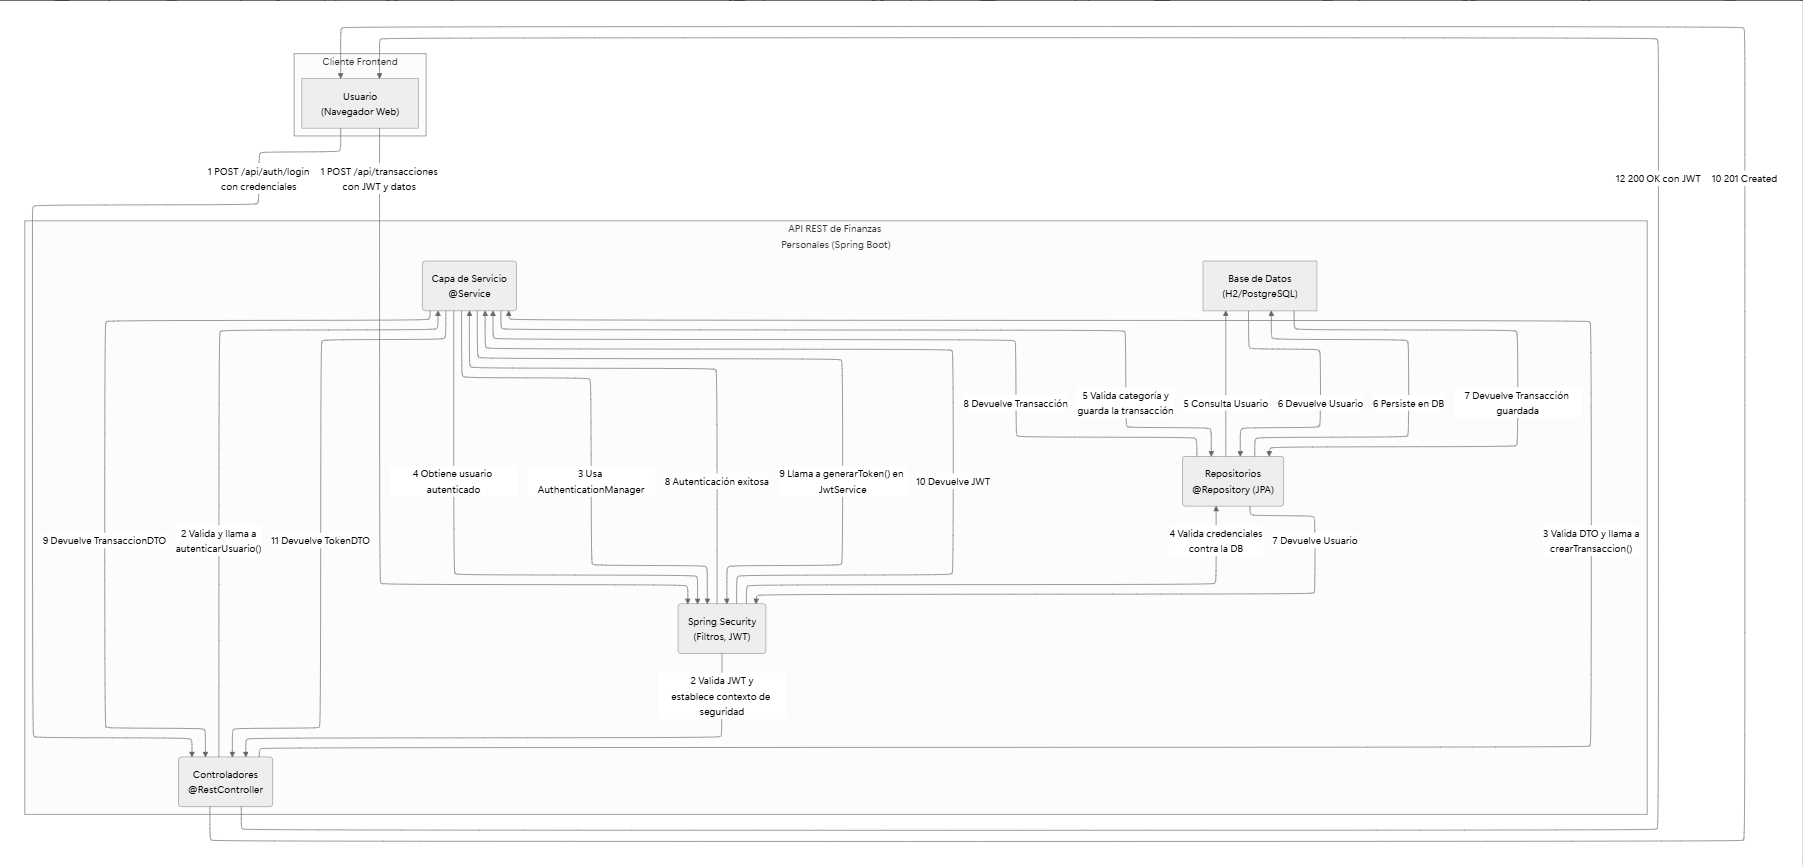 Cliente Frontend
Usuario
(Navegador Web)
1 POST /api/auth/login
con credenciales
1 POST /api/transacciones
con JWT y datos
12 200 OK con JWT
10 201 Created
API REST de Finanzas
Personales (Spring Boot)
Capa de Servicio
@Service
Base de Datos
(H2/PostgreSQL)
8 Devuelve Transacción
5 Valida categoría y
guarda la transacción
5 Consulta Usuario
6 Devuelve Usuario
6 Persiste en DB
7 Devuelve Transacción
guardada
4 Obtiene usuario
autenticado
3 Usa
AuthenticationManager
8 Autenticación exitosa
9 Llama a generarToken() en
JwtService
10 Devuelve JWT
Repositorios
@Repository (JPA)
9 Devuelve TransaccionDTO
2 Valida y llama a
autenticarUsuario()
11 Devuelve TokenDTO
4 Valida credenciales
contra la DB
7 Devuelve Usuario
3 Valida DTO y llama a
crearTransaccion()
Spring Security
(Filtros, JWT)
2 Valida JWT y
establece contexto de
seguridad
Controladores
@RestController